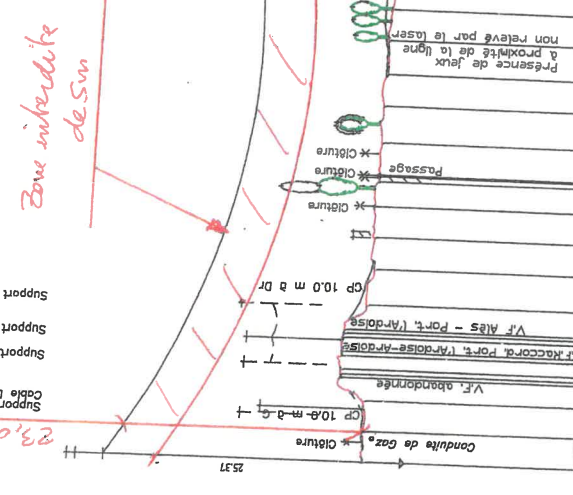 Zone interdite
de 5m
Présence de jeux
à proximité de la ligne
non relevé par le laser
Clôture
Passage
Clôture
Clôture
CP 10.0 m à Dr
V.F Alès - Port. l'Ardoise
V.F.Raccord. Port. l'Ardoise-Ardoise
V.F. abandonnée
CP 10.0 m à G
Conduite de Gaz.
Clôture
Support
Support
Support
Support
Cable
23,0
25.31